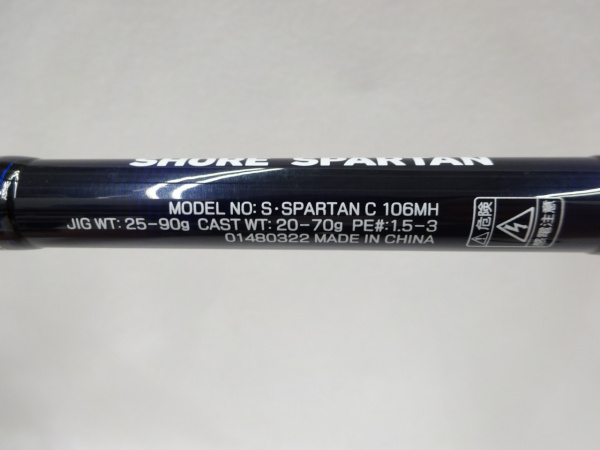 SHORE SPARTAN
MODEL NO: S·SPARTAN C 106MH
JIG WT: 25-90g CAST WT: 20-70g PE#:1.5-3
01480322 MADE IN CHINA
危険
感電注意